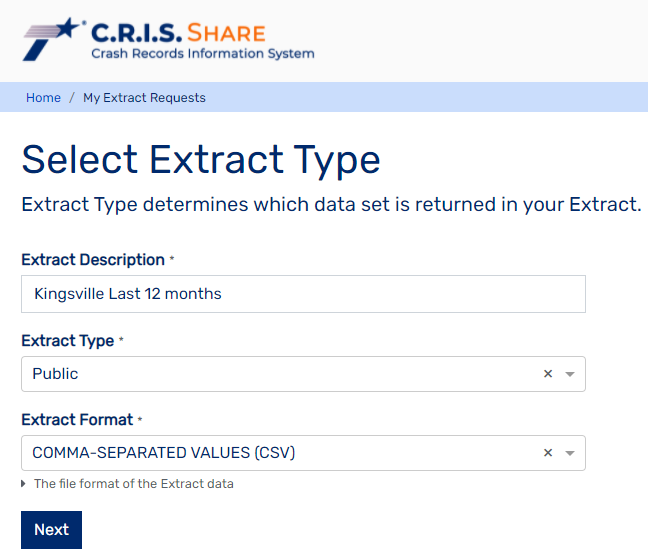 C.R.I.S. SHARE
Crash Records Information System
Home / My Extract Requests
Select Extract Type
Extract Type determines which data set is returned in your Extract.
Extract Description *
Kingsville Last 12 months
Extract Type *
Public ×
Extract Format *
COMMA-SEPARATED VALUES (CSV) ×
The file format of the Extract data
Next